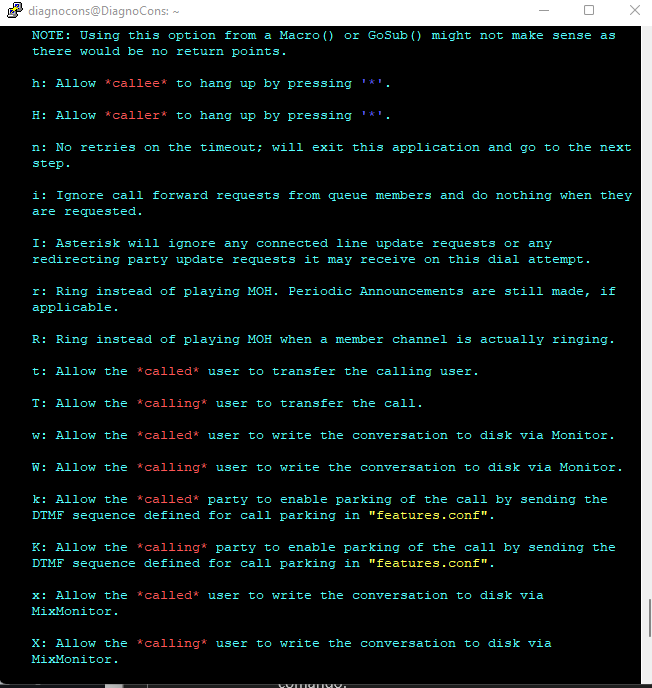 diagnocons@DiagnoCons: ~
NOTE: Using this option from a Macro() or GoSub() might not make sense as
there would be no return points.
h: Allow *callee* to hang up by pressing '*'.
H: Allow *caller* to hang up by pressing '*'.
n: No retries on the timeout; will exit this application and go to the next
step.
i: Ignore call forward requests from queue members and do nothing when they
are requested.
I: Asterisk will ignore any connected line update requests or any
redirecting party update requests it may receive on this dial attempt.
r: Ring instead of playing MOH. Periodic Announcements are still made, if
applicable.
R: Ring instead of playing MOH when a member channel is actually ringing.
t: Allow the *called* user to transfer the calling user.
T: Allow the *calling* user to transfer the call.
w: Allow the *called* user to write the conversation to disk via Monitor.
W: Allow the *calling* user to write the conversation to disk via Monitor.
k: Allow the *called* party to enable parking of the call by sending the
DTMF sequence defined for call parking in "features.conf".
K: Allow the *calling* party to enable parking of the call by sending the
DTMF sequence defined for call parking in "features.conf".
x: Allow the *called* user to write the conversation to disk via
MixMonitor.
X: Allow the *calling* user to write the conversation to disk via
MixMonitor.
comando.